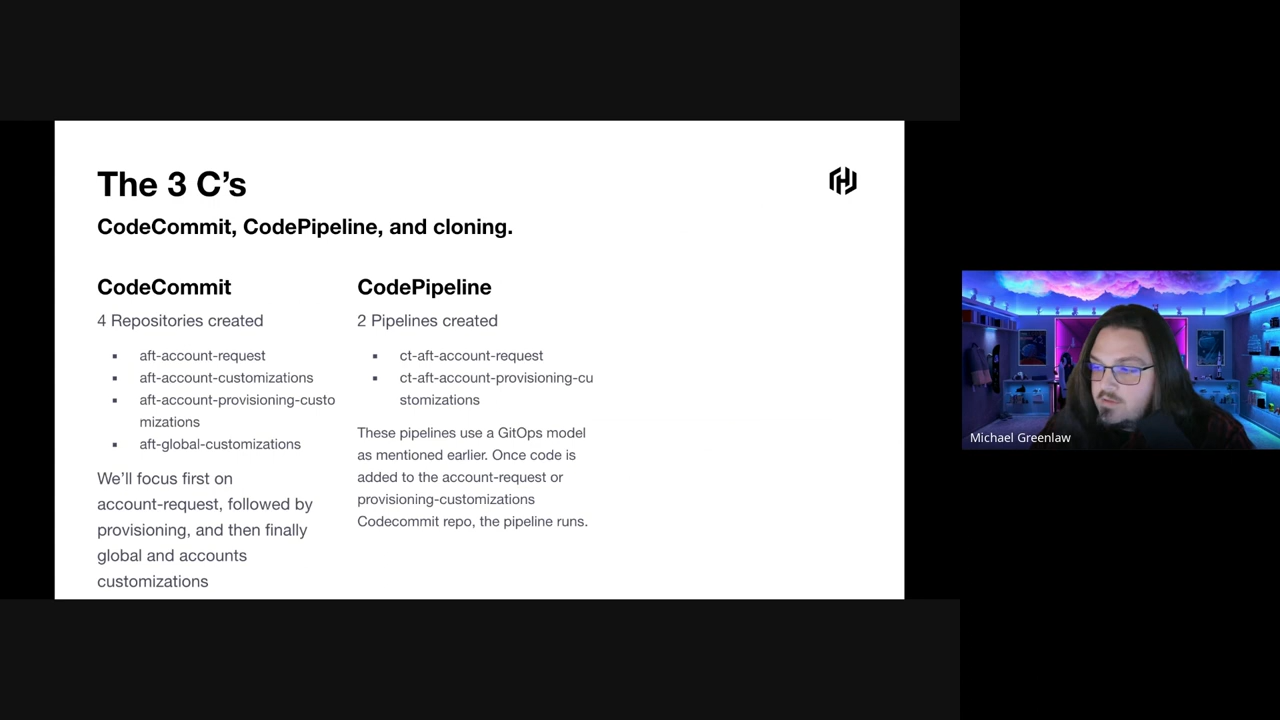 The 3 C’s
CodeCommit, CodePipeline, and cloning.
CodeCommit
4 Repositories created
▪ aft-account-request
▪ aft-account-customizations
▪ aft-account-provisioning-custo
mizations
▪ aft-global-customizations
We’ll focus first on
account-request, followed by
provisioning, and then finally
global and accounts
customizations
CodePipeline
2 Pipelines created
▪ ct-aft-account-request
▪ ct-aft-account-provisioning-cu
stomizations
These pipelines use a GitOps model
as mentioned earlier. Once code is
added to the account-request or
provisioning-customizations
Codecommit repo, the pipeline runs.
Michael Greenlaw